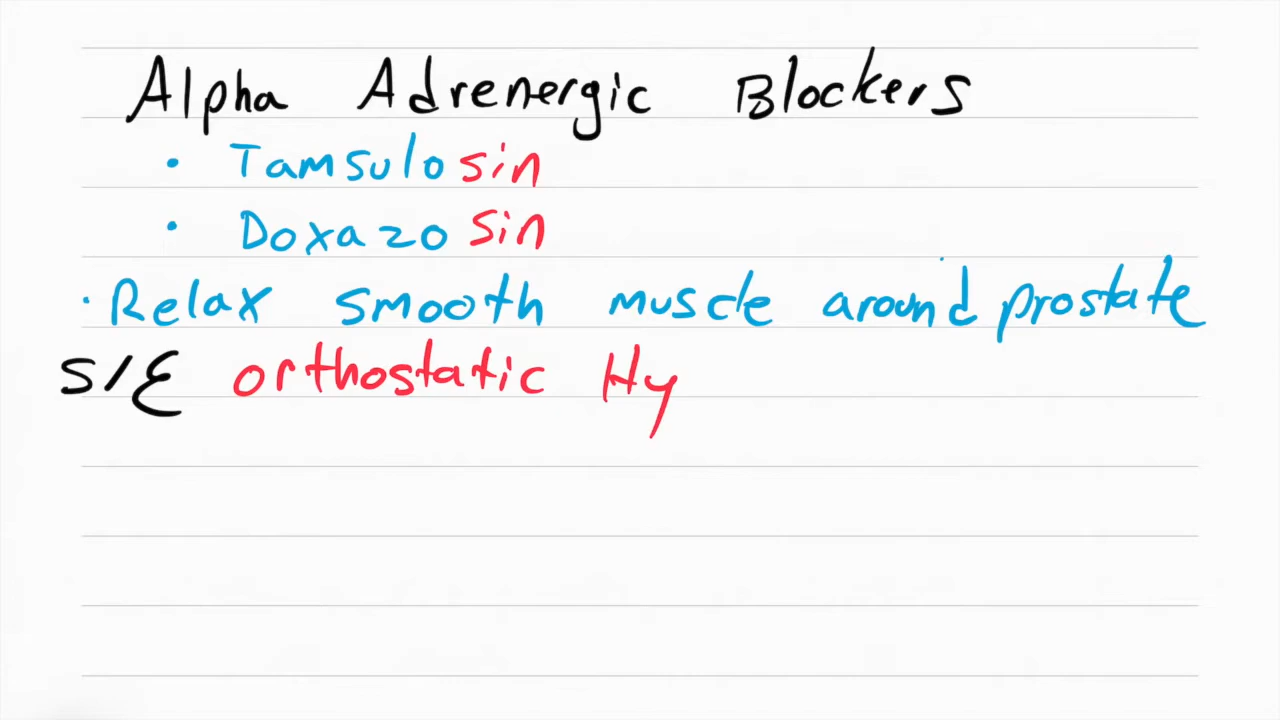 Alpha Adrenergic Blockers
• Tamsulosin
• Doxazosin
• Relax smooth muscle around prostate
S/E orthostatic Hy